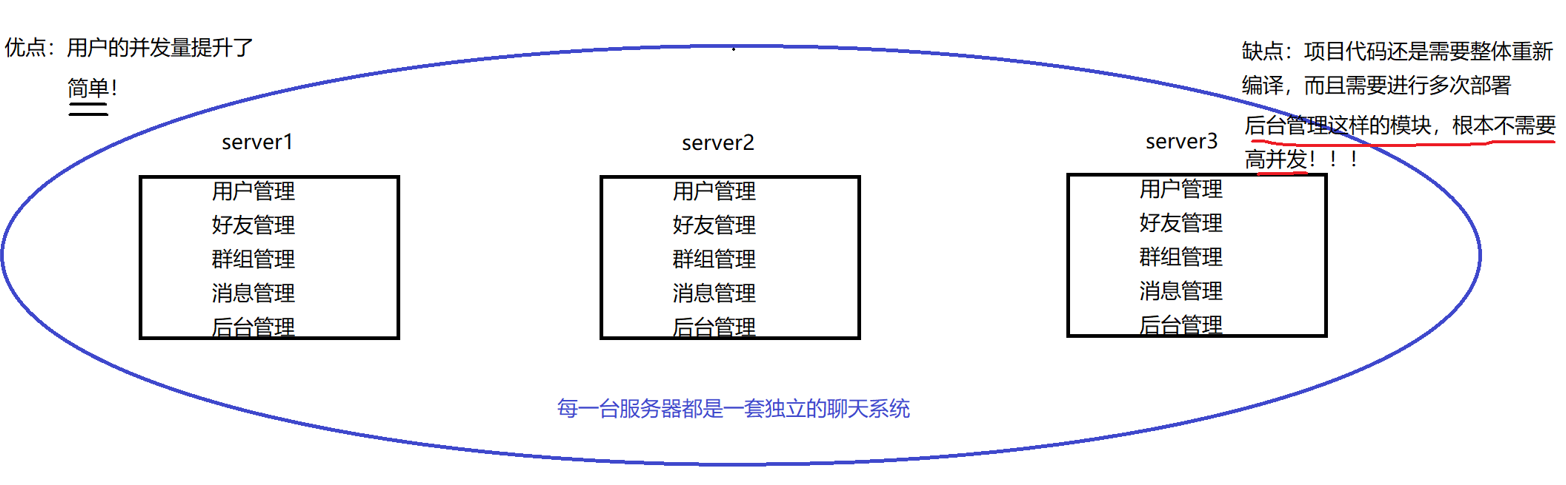 优点：用户的并发量提升了
简单！
缺点：项目代码还是需要整体重新
编译，而且需要进行多次部署
后台管理这样的模块，根本不需要
高并发！！！
server1
用户管理
好友管理
群组管理
消息管理
后台管理
server2
用户管理
好友管理
群组管理
消息管理
后台管理
server3
用户管理
好友管理
群组管理
消息管理
后台管理
每一台服务器都是一套独立的聊天系统